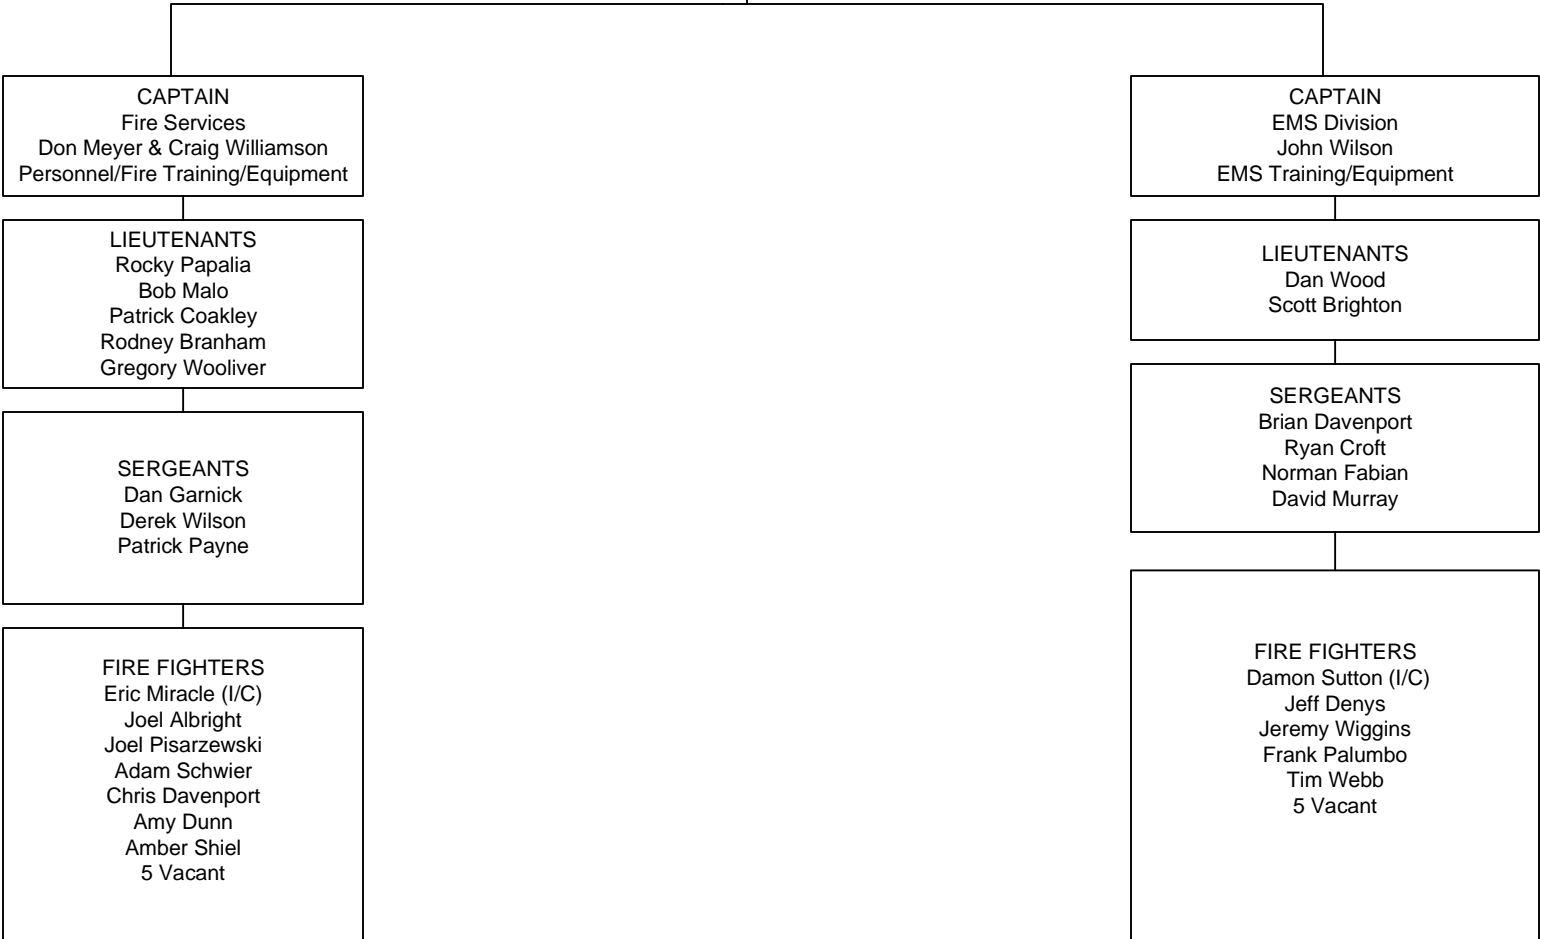 CAPTAIN
Fire Services
Don Meyer & Craig Williamson
Personnel/Fire Training/Equipment
LIEUTENANTS
Rocky Papalia
Bob Malo
Patrick Coakley
Rodney Branham
Gregory Wooliver
SERGEANTS
Dan Garnick
Derek Wilson
Patrick Payne
FIRE FIGHTERS
Eric Miracle (I/C)
Joel Albright
Joel Pisarzewski
Adam Schwier
Chris Davenport
Amy Dunn
Amber Shiel
5 Vacant
CAPTAIN
EMS Division
John Wilson
EMS Training/Equipment
LIEUTENANTS
Dan Wood
Scott Brighton
SERGEANTS
Brian Davenport
Ryan Croft
Norman Fabian
David Murray
FIRE FIGHTERS
Damon Sutton (I/C)
Jeff Denys
Jeremy Wiggins
Frank Palumbo
Tim Webb
5 Vacant